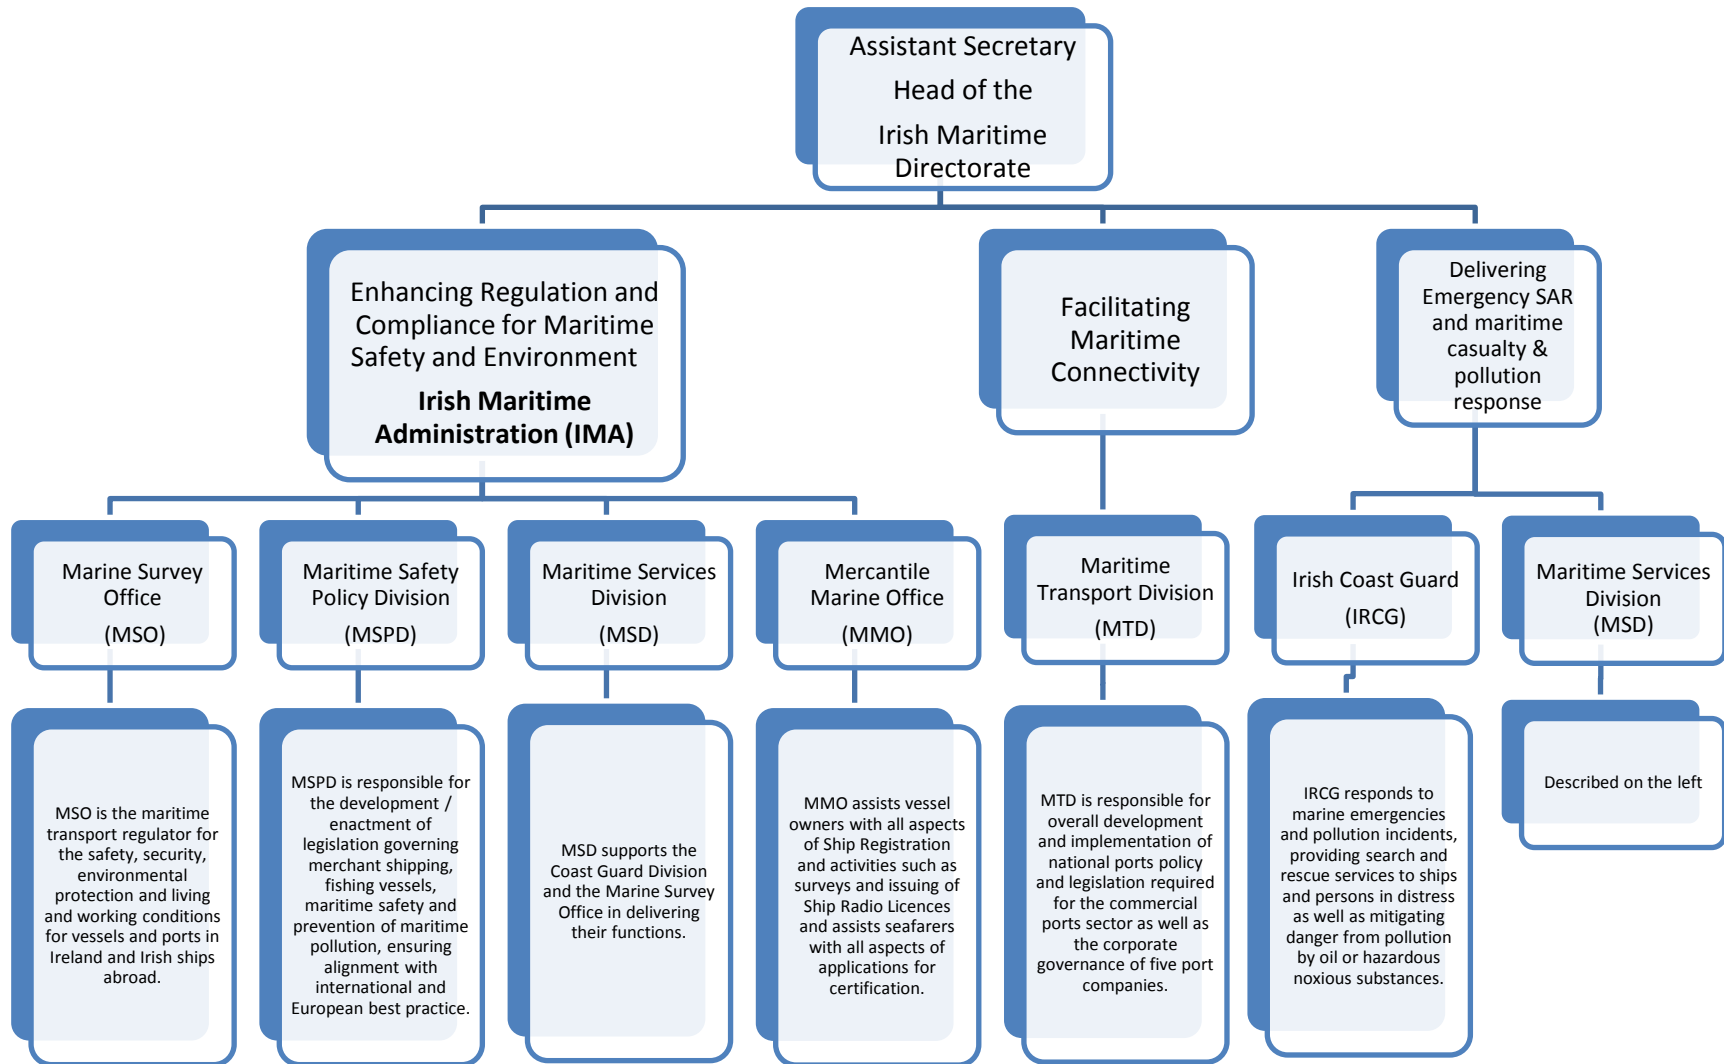 Assistant Secretary
Head of the
Irish Maritime
Directorate
Enhancing Regulation and
Compliance for Maritime
Safety and Environment
Irish Maritime
Administration (IMA)
Facilitating
Maritime
Connectivity
Delivering
Emergency SAR
and maritime
casualty &
pollution
response
Marine Survey
Office
(MSO)
Maritime Safety
Policy Division
(MSPD)
Maritime Services
Division
(MSD)
Mercantile
Marine Office
(MMO)
Maritime
Transport Division
(MTD)
Irish Coast Guard
(IRCG)
Maritime Services
Division
(MSD)
MSO is the maritime
transport regulator for
the safety, security,
environmental
protection and living
and working conditions
for vessels and ports in
Ireland and Irish ships
abroad.
MSPD is responsible for
the development /
enactment of
legislation governing
merchant shipping,
fishing vessels,
maritime safety and
prevention of maritime
pollution, ensuring
alignment with
international and
European best practice.
MSD supports the
Coast Guard Division
and the Marine Survey
Office in delivering
their functions.
MMO assists vessel
owners with all aspects
of Ship Registration
and activities such as
surveys and issuing of
Ship Radio Licences
and assists seafarers
with all aspects of
applications for
certification.
MTD is responsible for
overall development
and implementation of
national ports policy
and legislation required
for the commercial
ports sector as well as
the corporate
governance of five port
companies.
IRCG responds to
marine emergencies
and pollution incidents,
providing search and
rescue services to ships
and persons in distress
as well as mitigating
danger from pollution
by oil or hazardous
noxious substances.
Described on the left